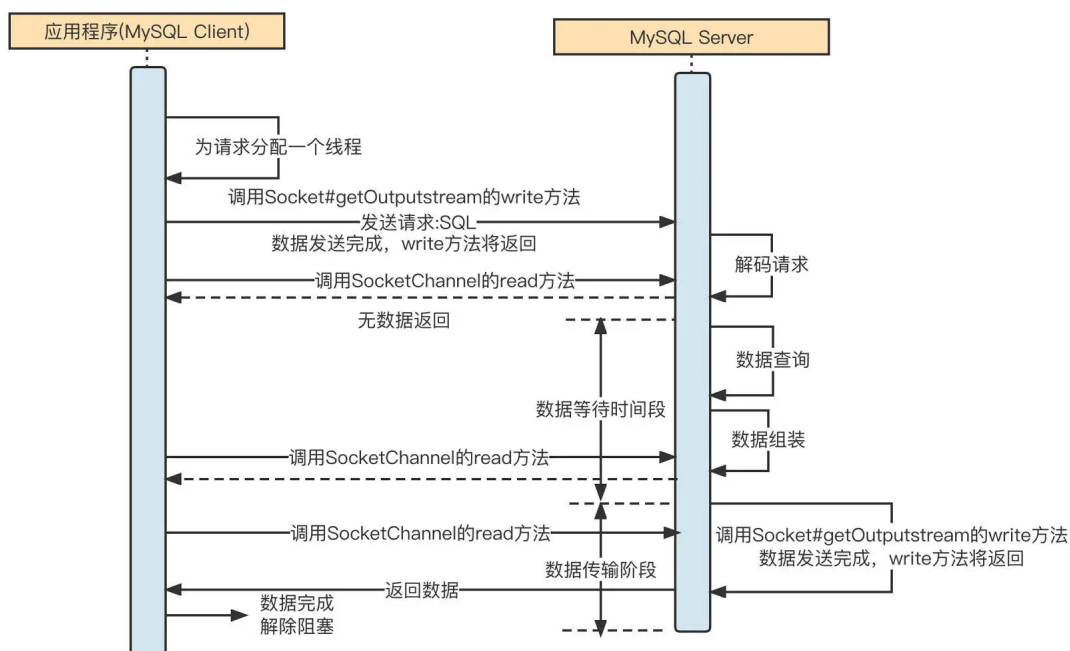 应用程序(MySQL Client)
MySQL Server
为请求分配一个线程
调用Socket#getOutputstream的write方法
发送请求:SQL
数据发送完成，write方法将返回
解码请求
调用SocketChannel的read方法
无数据返回
数据查询
数据等待时间段
数据组装
调用SocketChannel的read方法
调用SocketChannel的read方法
调用Socket#getOutputstream的write方法
数据发送完成，write方法将返回
数据传输阶段
返回数据
数据完成
解除阻塞